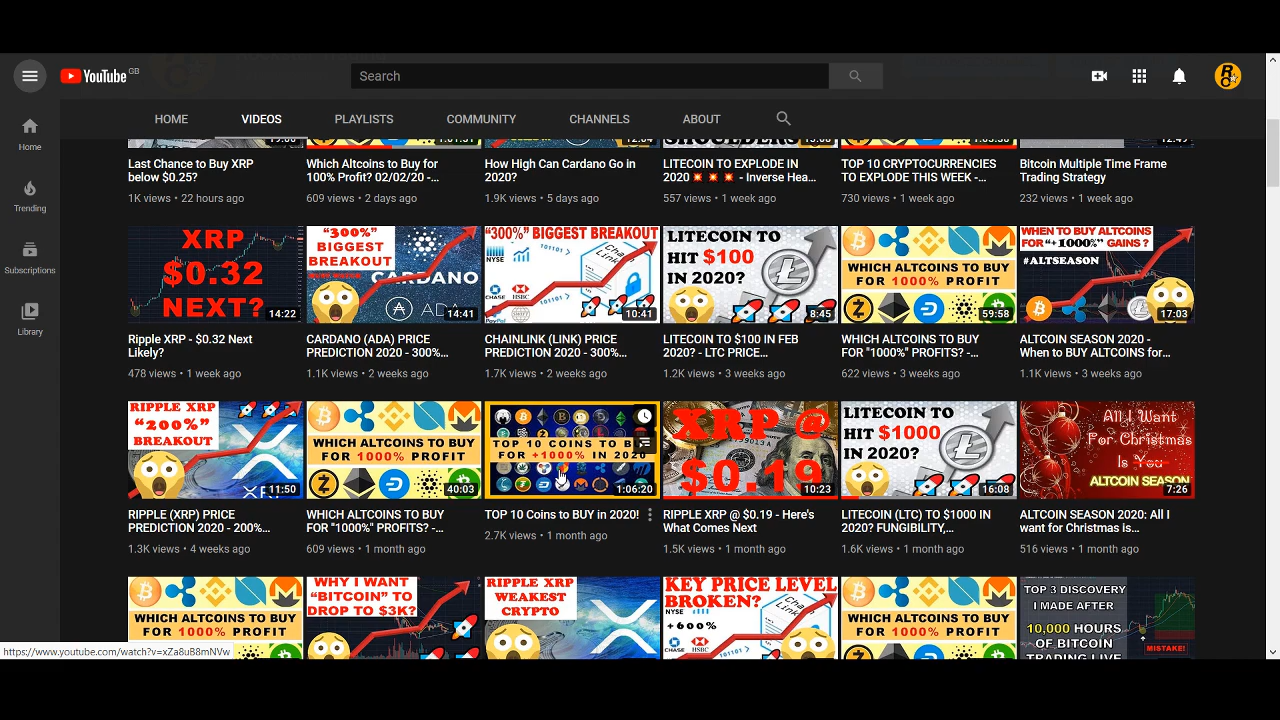 YouTube GB
Search
HOME VIDEOS PLAYLISTS COMMUNITY CHANNELS ABOUT
Home
Trending
Subscriptions
Library
Last Chance to Buy XRP
below $0.25?
1K views • 22 hours ago
Which Altcoins to Buy for
100% Profit? 02/02/20 -...
609 views • 2 days ago
How High Can Cardano Go in
2020?
1.9K views • 5 days ago
LITECOIN TO EXPLODE IN
2020 💥 💥 💥 - Inverse Hea...
557 views • 1 week ago
TOP 10 CRYPTOCURRENCIES
TO EXPLODE THIS WEEK -...
730 views • 1 week ago
Bitcoin Multiple Time Frame
Trading Strategy
232 views • 1 week ago
XRP
$0.32
NEXT?
14:22
Ripple XRP - $0.32 Next
Likely?
478 views • 1 week ago
"300%"
BIGGEST
BREAKOUT
CARDANO
ADA
14:41
CARDANO (ADA) PRICE
PREDICTION 2020 - 300%...
1.1K views • 2 weeks ago
"300%" BIGGEST BREAKOUT
NYSE
Chain
Link
CHASE HSBC
PayPal
10:41
CHAINLINK (LINK) PRICE
PREDICTION 2020 - 300%...
1.7K views • 2 weeks ago
LITECOIN TO
HIT $100
IN 2020?
8:45
LITECOIN TO $100 IN FEB
2020? - LTC PRICE...
1.2K views • 3 weeks ago
WHICH ALTCOINS TO BUY
FOR 1000% PROFIT
59:58
WHICH ALTCOINS TO BUY
FOR "1000%" PROFITS? -...
622 views • 3 weeks ago
WHEN TO BUY ALTCOINS
FOR "+1000%" GAINS ?
#ALTSEASON
17:03
ALTCOIN SEASON 2020 -
When to BUY ALTCOINS for...
1.1K views • 3 weeks ago
RIPPLE XRP
"200%"
BREAKOUT
11:50
RIPPLE (XRP) PRICE
PREDICTION 2020 - 200%...
1.3K views • 4 weeks ago
WHICH ALTCOINS TO BUY
FOR 1000% PROFIT
40:03
WHICH ALTCOINS TO BUY
FOR "1000%" PROFITS? -...
609 views • 1 month ago
TOP 10 COINS TO B
FOR +1000% IN 2020
1:06:20
TOP 10 Coins to BUY in 2020!
2.7K views • 1 month ago
XRP @
$0.19
10:23
RIPPLE XRP @ $0.19 - Here's
What Comes Next
1.5K views • 1 month ago
LITECOIN TO
HIT $1000
IN 2020?
16:08
LITECOIN (LTC) TO $1000 IN
2020? FUNGIBILITY,...
1.6K views • 1 month ago
All I Want
For Christmas
Is You
ALTCOIN SEASON
7:26
ALTCOIN SEASON 2020: All I
want for Christmas is...
516 views • 1 month ago
WHICH ALTCOINS TO BUY
FOR 1000% PROFIT
WHY I WANT
"BITCOIN" TO
DROP TO $3K?
RIPPLE XRP
WEAKEST
CRYPTO
KEY PRICE LEVEL
BROKEN?
NYSE
+600%
Chain
Link
CHASE HSBC
WHICH ALTCOINS TO BUY
FOR 1000% PROFIT
TOP 3 DISCOVERY
I MADE AFTER
10,000 HOURS
OF BITCOIN
TRADING LIVE
MISTAKE!
https://www.youtube.com/watch?v=xZa8uB8mNVw